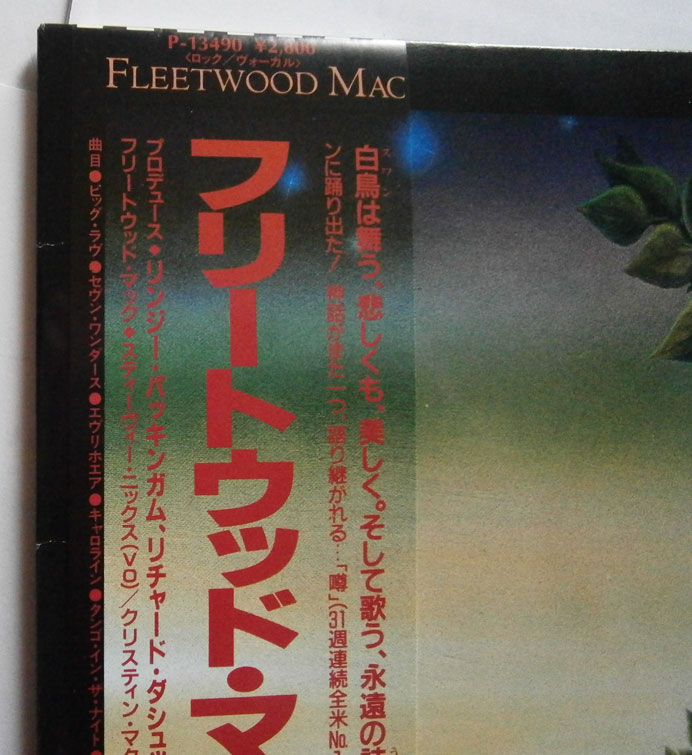 P-13490 ¥2,800
〈ロック／ヴォーカル〉
FLEETWOOD MAC
白鳥は舞う、悲しくも、美しく。そして歌う、永遠の詩
スワン
ンに踊り出た! 神話がまた一つ、語り継がれる…「噂」(31週連続全米No.1
フリートウッド・マ
プロデュース◆リンジー・バッキンガム、リチャード・ダシュッ
フリートウッド・マック◆スティーヴィー・ニックス(VO)／クリスティン・マク
曲目●ビッグ・ラヴ●セヴン・ワンダース●エヴリホエア●キャロライン●タンゴ・イン・ザ・ナイト●